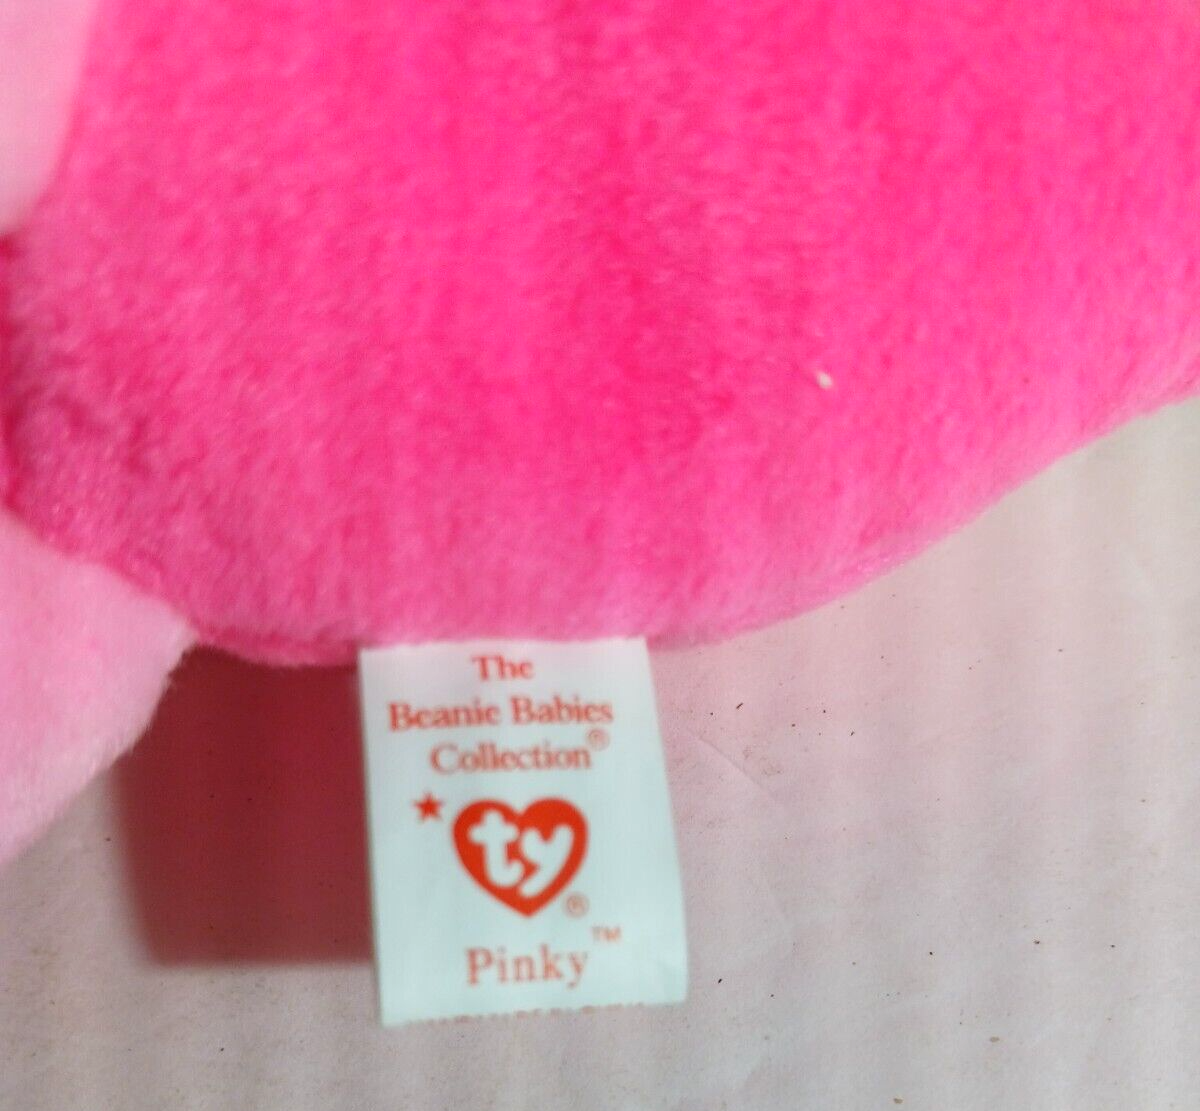 The
Beanie Babies
Collection®
ty®
Pinky™